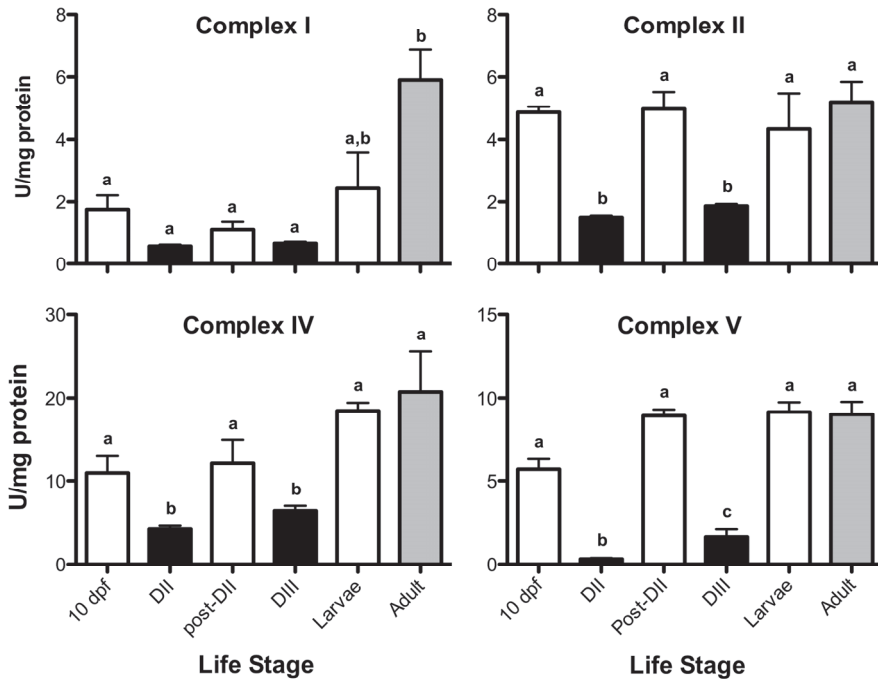 Complex I
U/mg protein
8
6
4
2
0
a
a
a
a
a,b
b
Complex II
8
6
4
2
0
a
b
a
b
a
a
Complex IV
U/mg protein
30
20
10
0
a
b
a
b
a
a
10 dpf
DII
post-DII
DIII
Larvae
Adult
Life Stage
Complex V
15
10
5
0
a
b
a
c
a
a
10 dpf
DII
Post-DII
DIII
Larvae
Adult
Life Stage